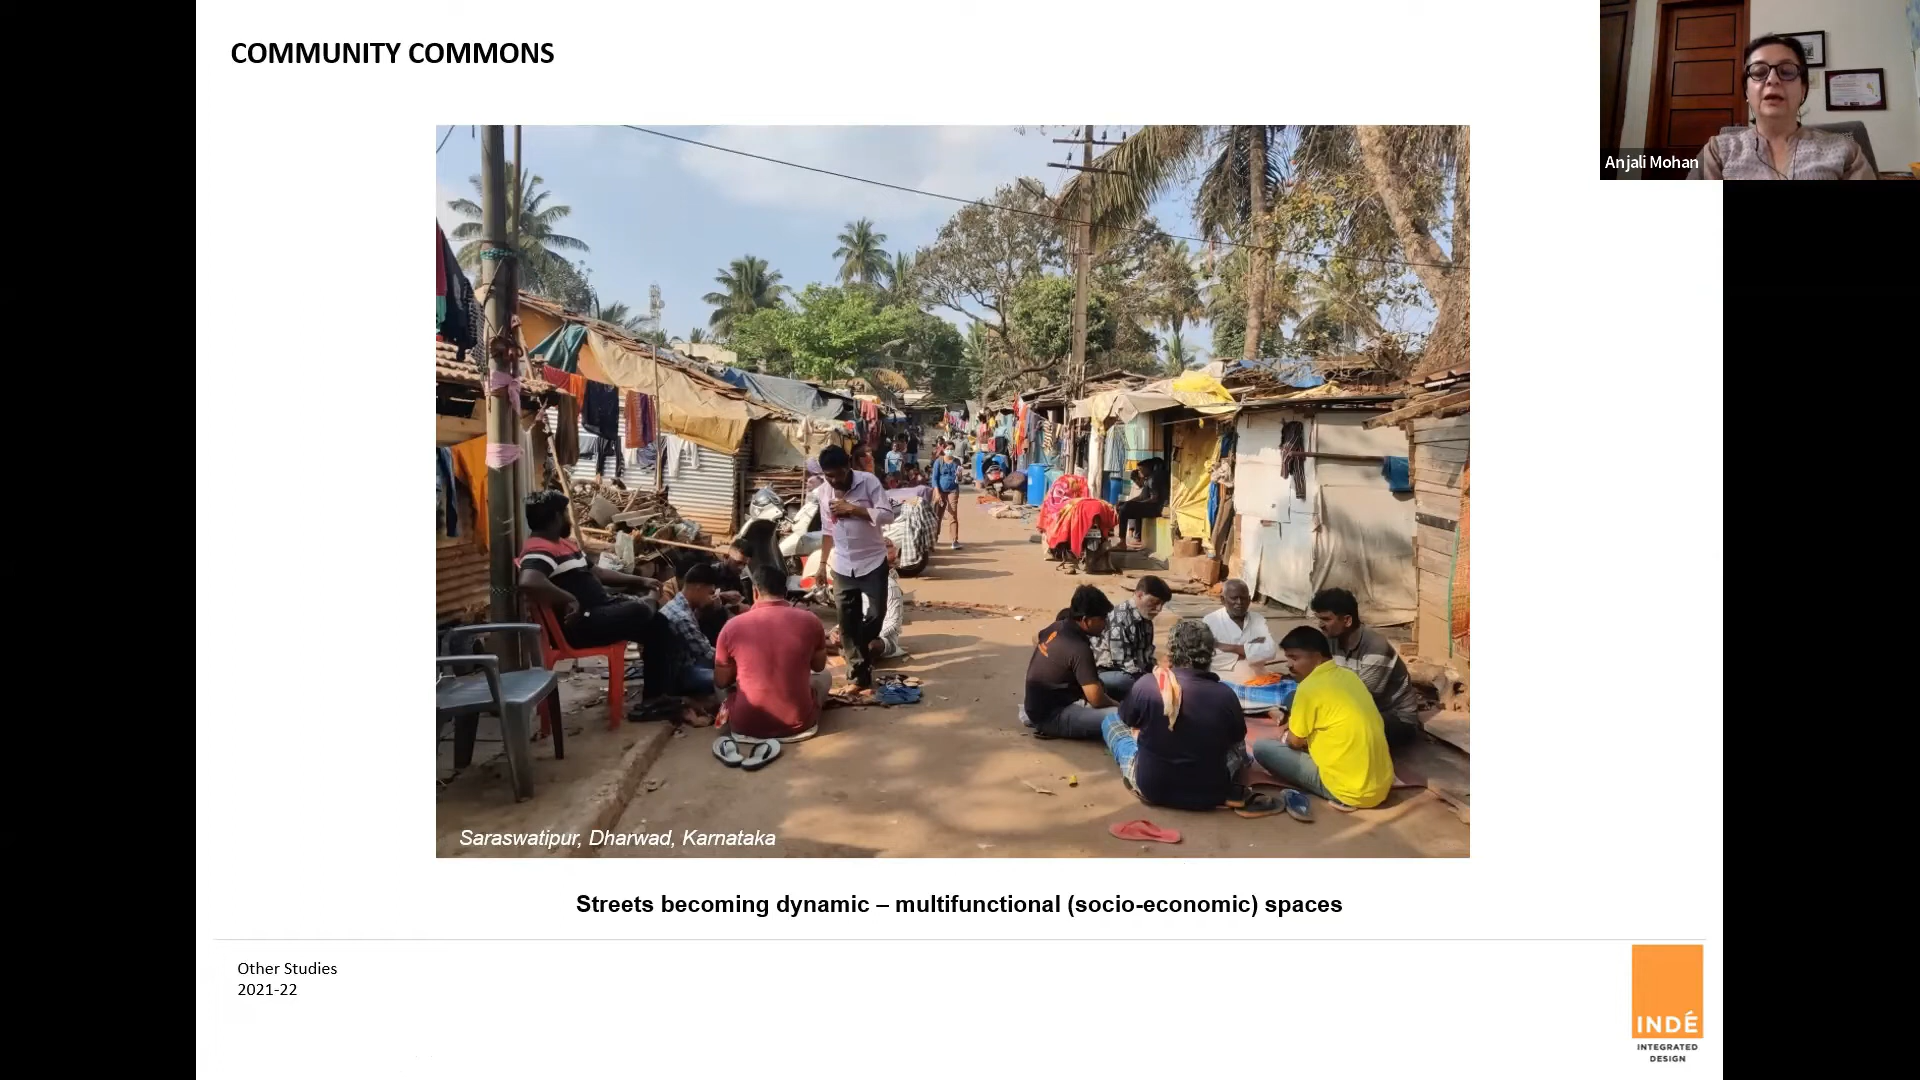 COMMUNITY COMMONS
Anjali Mohan
Saraswatipur, Dharwad, Karnataka
Streets becoming dynamic – multifunctional (socio-economic) spaces
Other Studies
2021-22
INDÉ
INTEGRATED
DESIGN